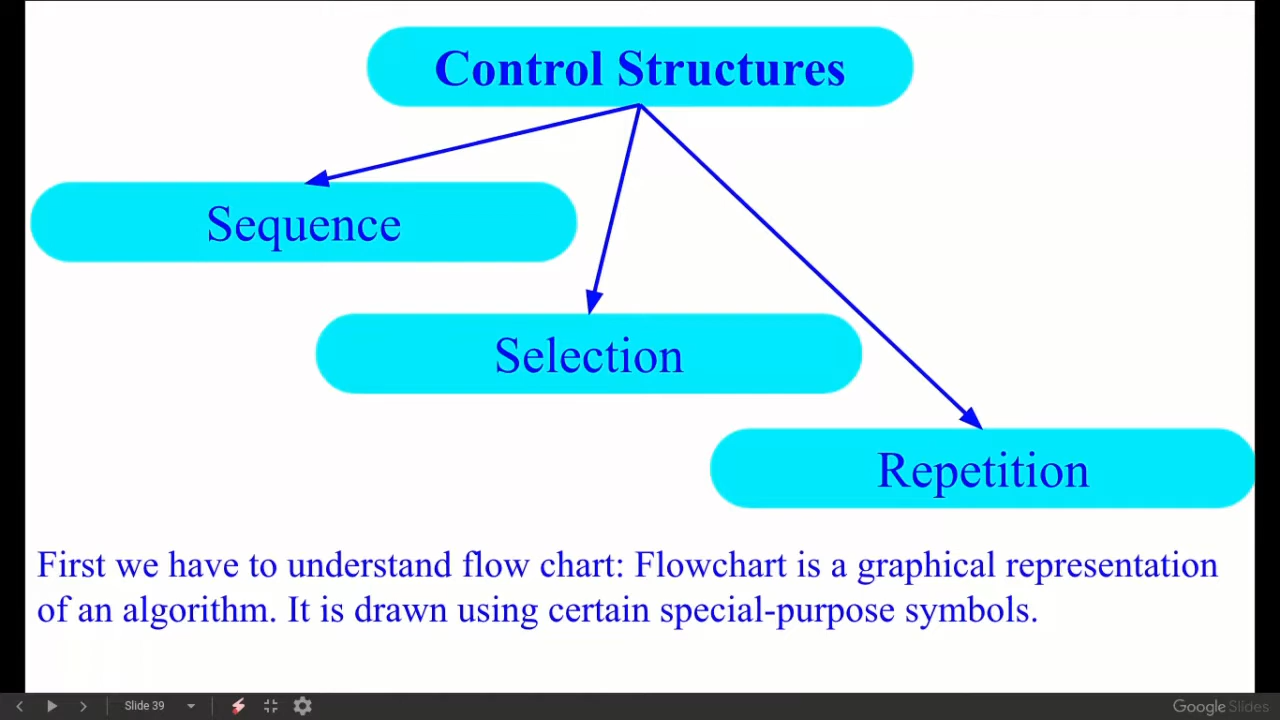 Control Structures
Sequence
Selection
Repetition
First we have to understand flow chart: Flowchart is a graphical representation
of an algorithm. It is drawn using certain special-purpose symbols.
Slide 39
Google Slides